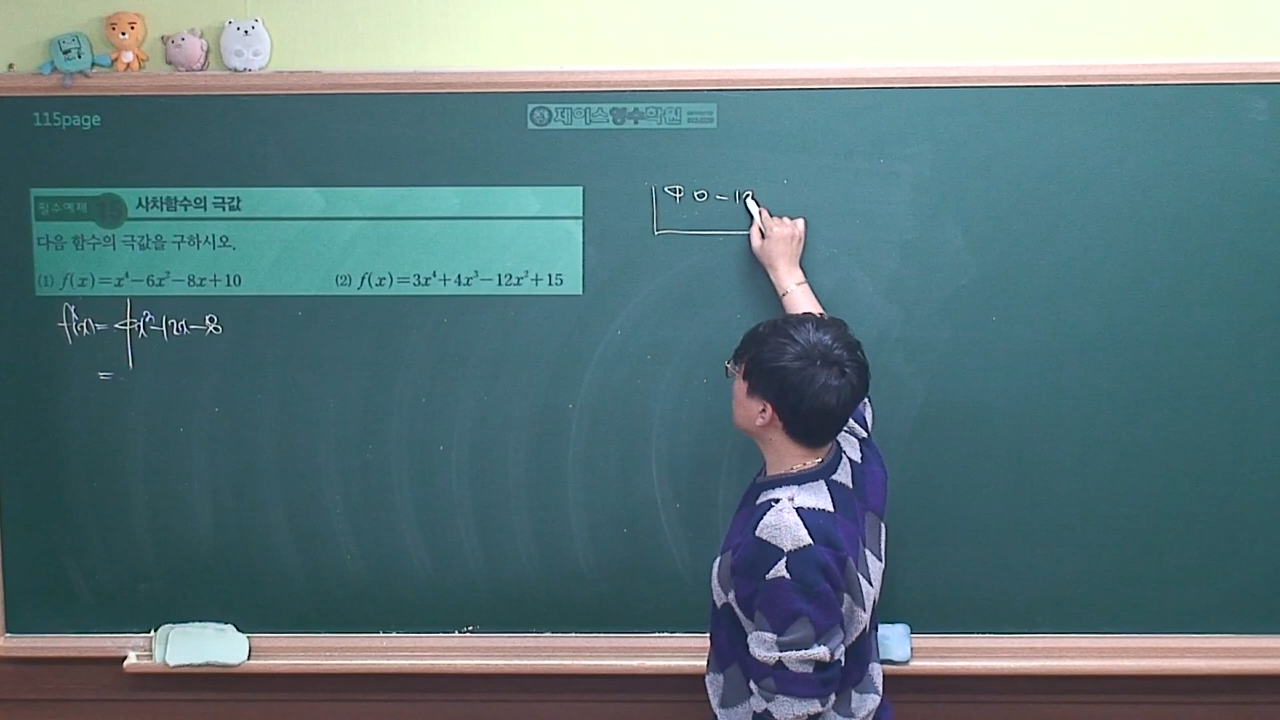 115page
제이스영수학원
필수예제 15 사차함수의 극값
다음 함수의 극값을 구하시오.
(1) f(x)=x⁴−6x²−8x+10 (2) f(x)=3x⁴+4x³−12x²+15
f'(x)= 4x³−12x−8
=
4 0 −12